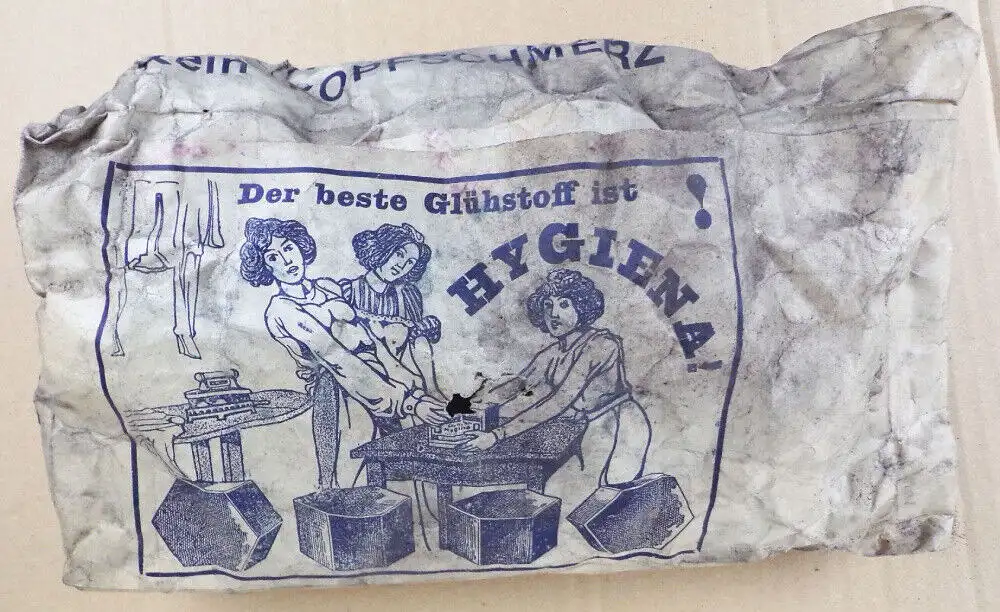 Kein KOPFSCHMERZ
Der beste Glühstoff ist
HYGIENA!